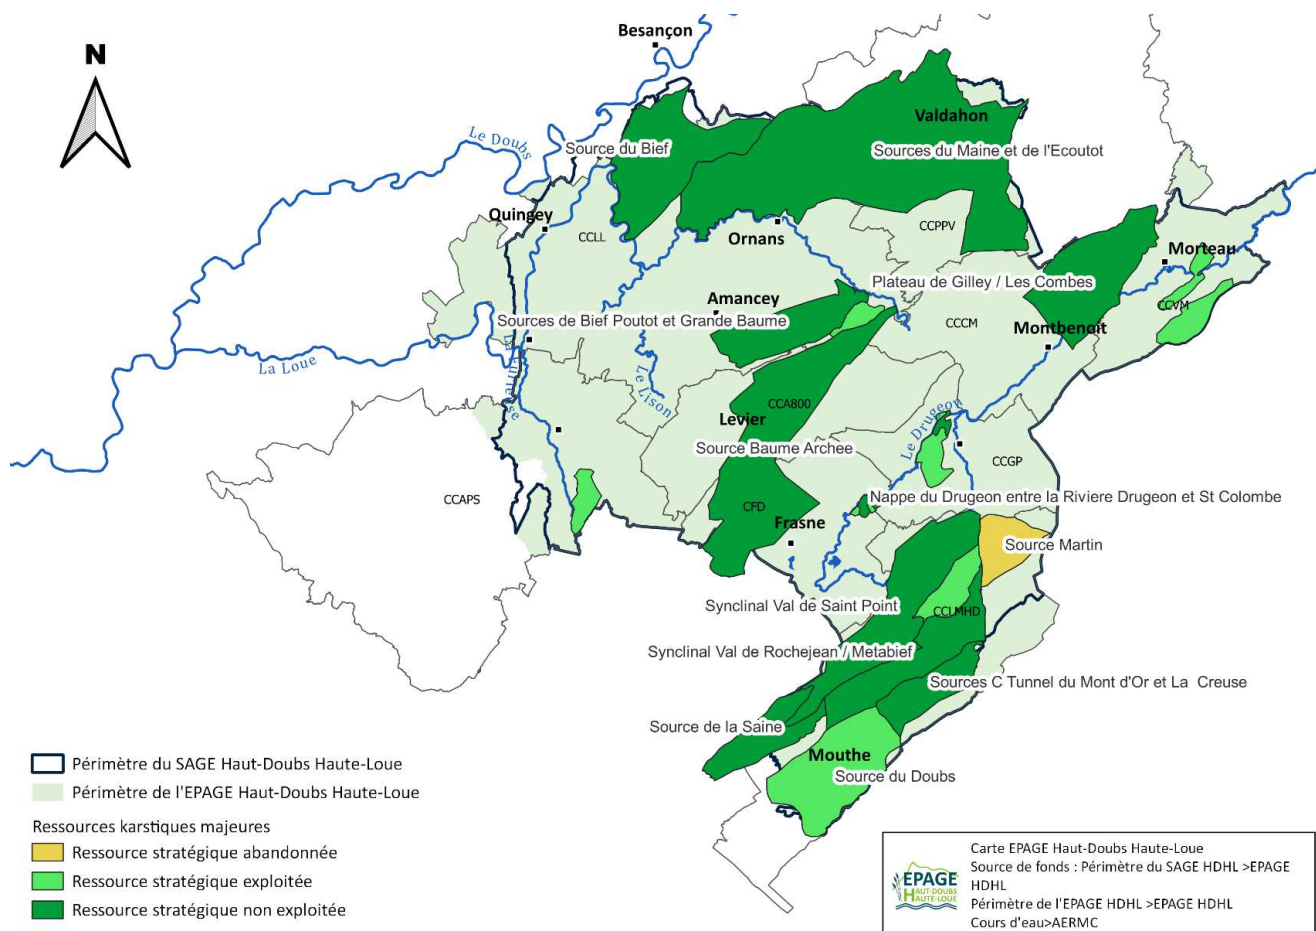 Besançon
N
Valdahon
Le Doubs
Source du Bief
Sources du Maine et de l'Ecoutot
Quingey
CCLL
Ornans
CCPPV
Morteau
Plateau de Gilley / Les Combes
Amancey
CCVM
Sources de Bief Poutot et Grande Baume
CCCM
Montbenoit
La Loue
La Furieuse
Le Lison
CCA800
Levier
Le Drugeon
Source Baume Archee
CCGP
CCAPS
CFD
Nappe du Drugeon entre la Riviere Drugeon et St Colombe
Frasne
Source Martin
Synclinal Val de Saint Point
CCLMHD
Synclinal Val de Rochejean / Metabief
Sources C Tunnel du Mont d'Or et La Creuse
Source de la Saine
Mouthe
Source du Doubs
Périmètre du SAGE Haut-Doubs Haute-Loue
Périmètre de l'EPAGE Haut-Doubs Haute-Loue
Ressources karstiques majeures
Ressource stratégique abandonnée
Ressource stratégique exploitée
Ressource stratégique non exploitée
EPAGE
HAUT-DOUBS
HAUTE-LOUE
Carte EPAGE Haut-Doubs Haute-Loue
Source de fonds : Périmètre du SAGE HDHL >EPAGE
HDHL
Périmètre de l'EPAGE HDHL >EPAGE HDHL
Cours d'eau>AERMC